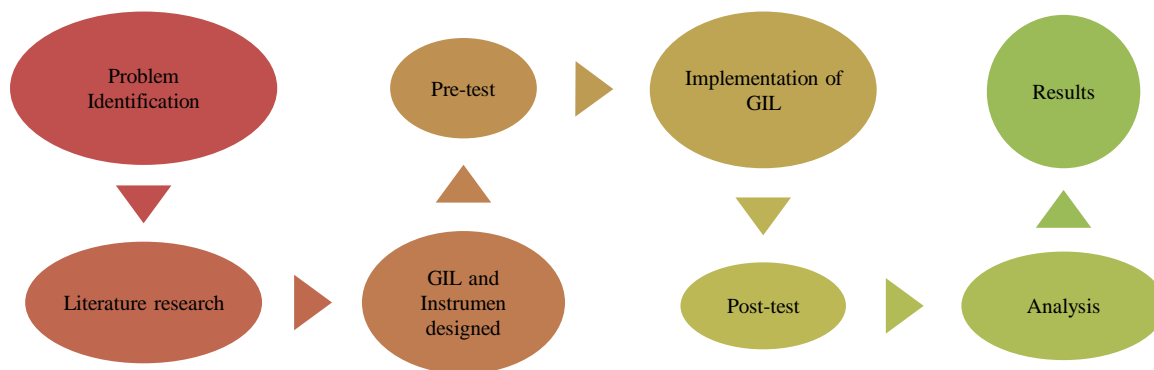 Problem
Identification
Literature research
GIL and
Instrumen
designed
Pre-test
Implementation of
GIL
Post-test
Analysis
Results